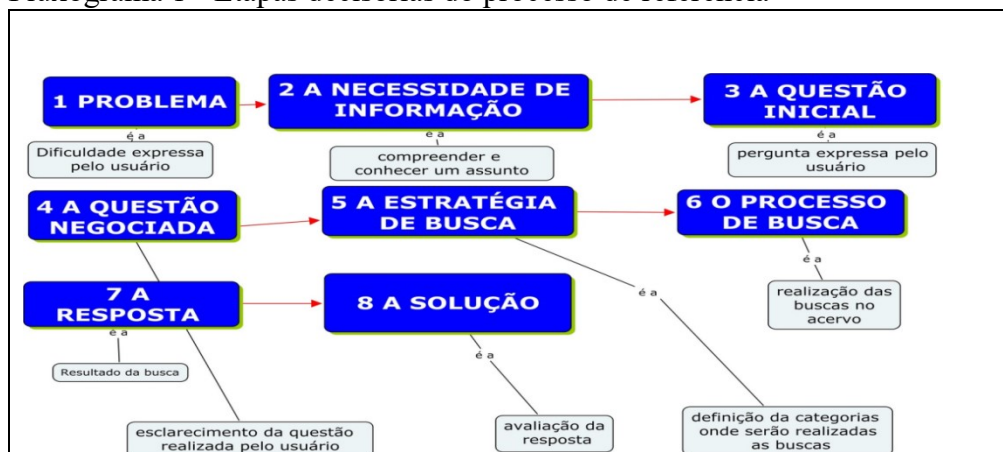 Fluxograma 1 - Etapas decisórias do processo de referência
1 PROBLEMA
2 A NECESSIDADE DE
INFORMAÇÃO
3 A QUESTÃO
INICIAL
é a
Dificuldade expressa
pelo usuário
e a
compreender e
conhecer um assunto
é a
pergunta expressa pelo
usuário
4 A QUESTÃO
NEGOCIADA
5 A ESTRATÉGIA
DE BUSCA
6 O PROCESSO
DE BUSCA
é a
realização das
buscas no
acervo
7 A
RESPOSTA
8 A SOLUÇÃO
é a
é a
Resultado da busca
é a
esclarecimento da questão
realizada pelo usuário
avaliação da
resposta
definição da categorias
onde serão realizadas
as buscas